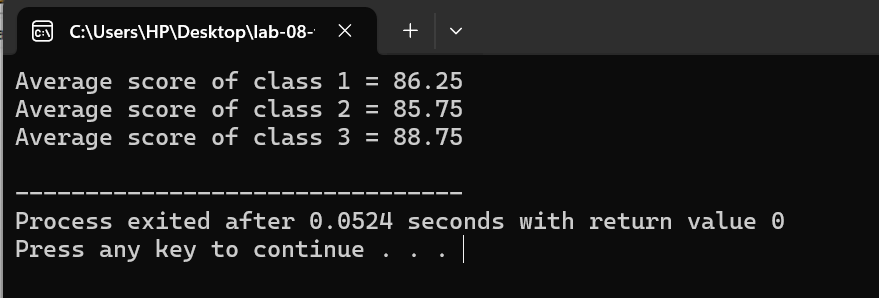 C:\Users\HP\Desktop\lab-08-
Average score of class 1 = 86.25
Average score of class 2 = 85.75
Average score of class 3 = 88.75
--------------------------------
Process exited after 0.0524 seconds with return value 0
Press any key to continue . . .